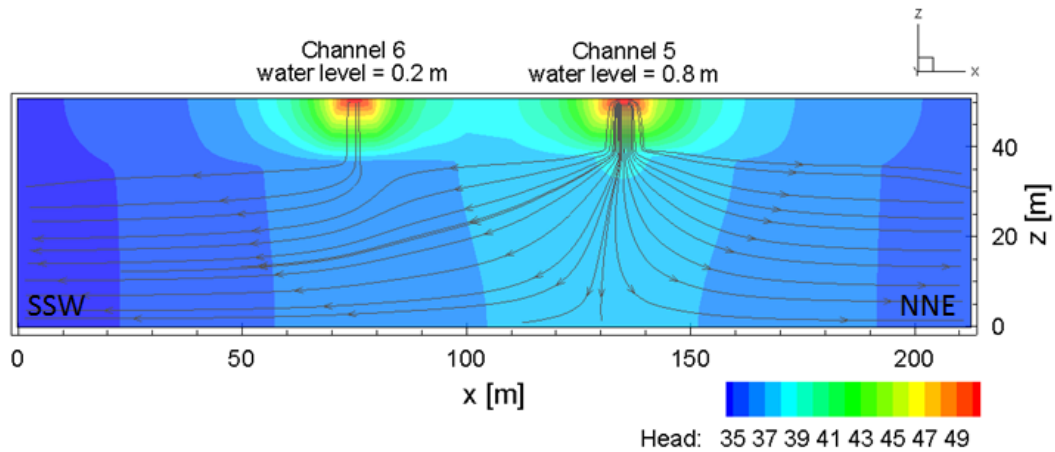 z
Y
x
Channel 6
water level = 0.2 m
Channel 5
water level = 0.8 m
40
20
0
z [m]
SSW
NNE
0
50
100
150
200
x [m]
Head: 35 37 39 41 43 45 47 49